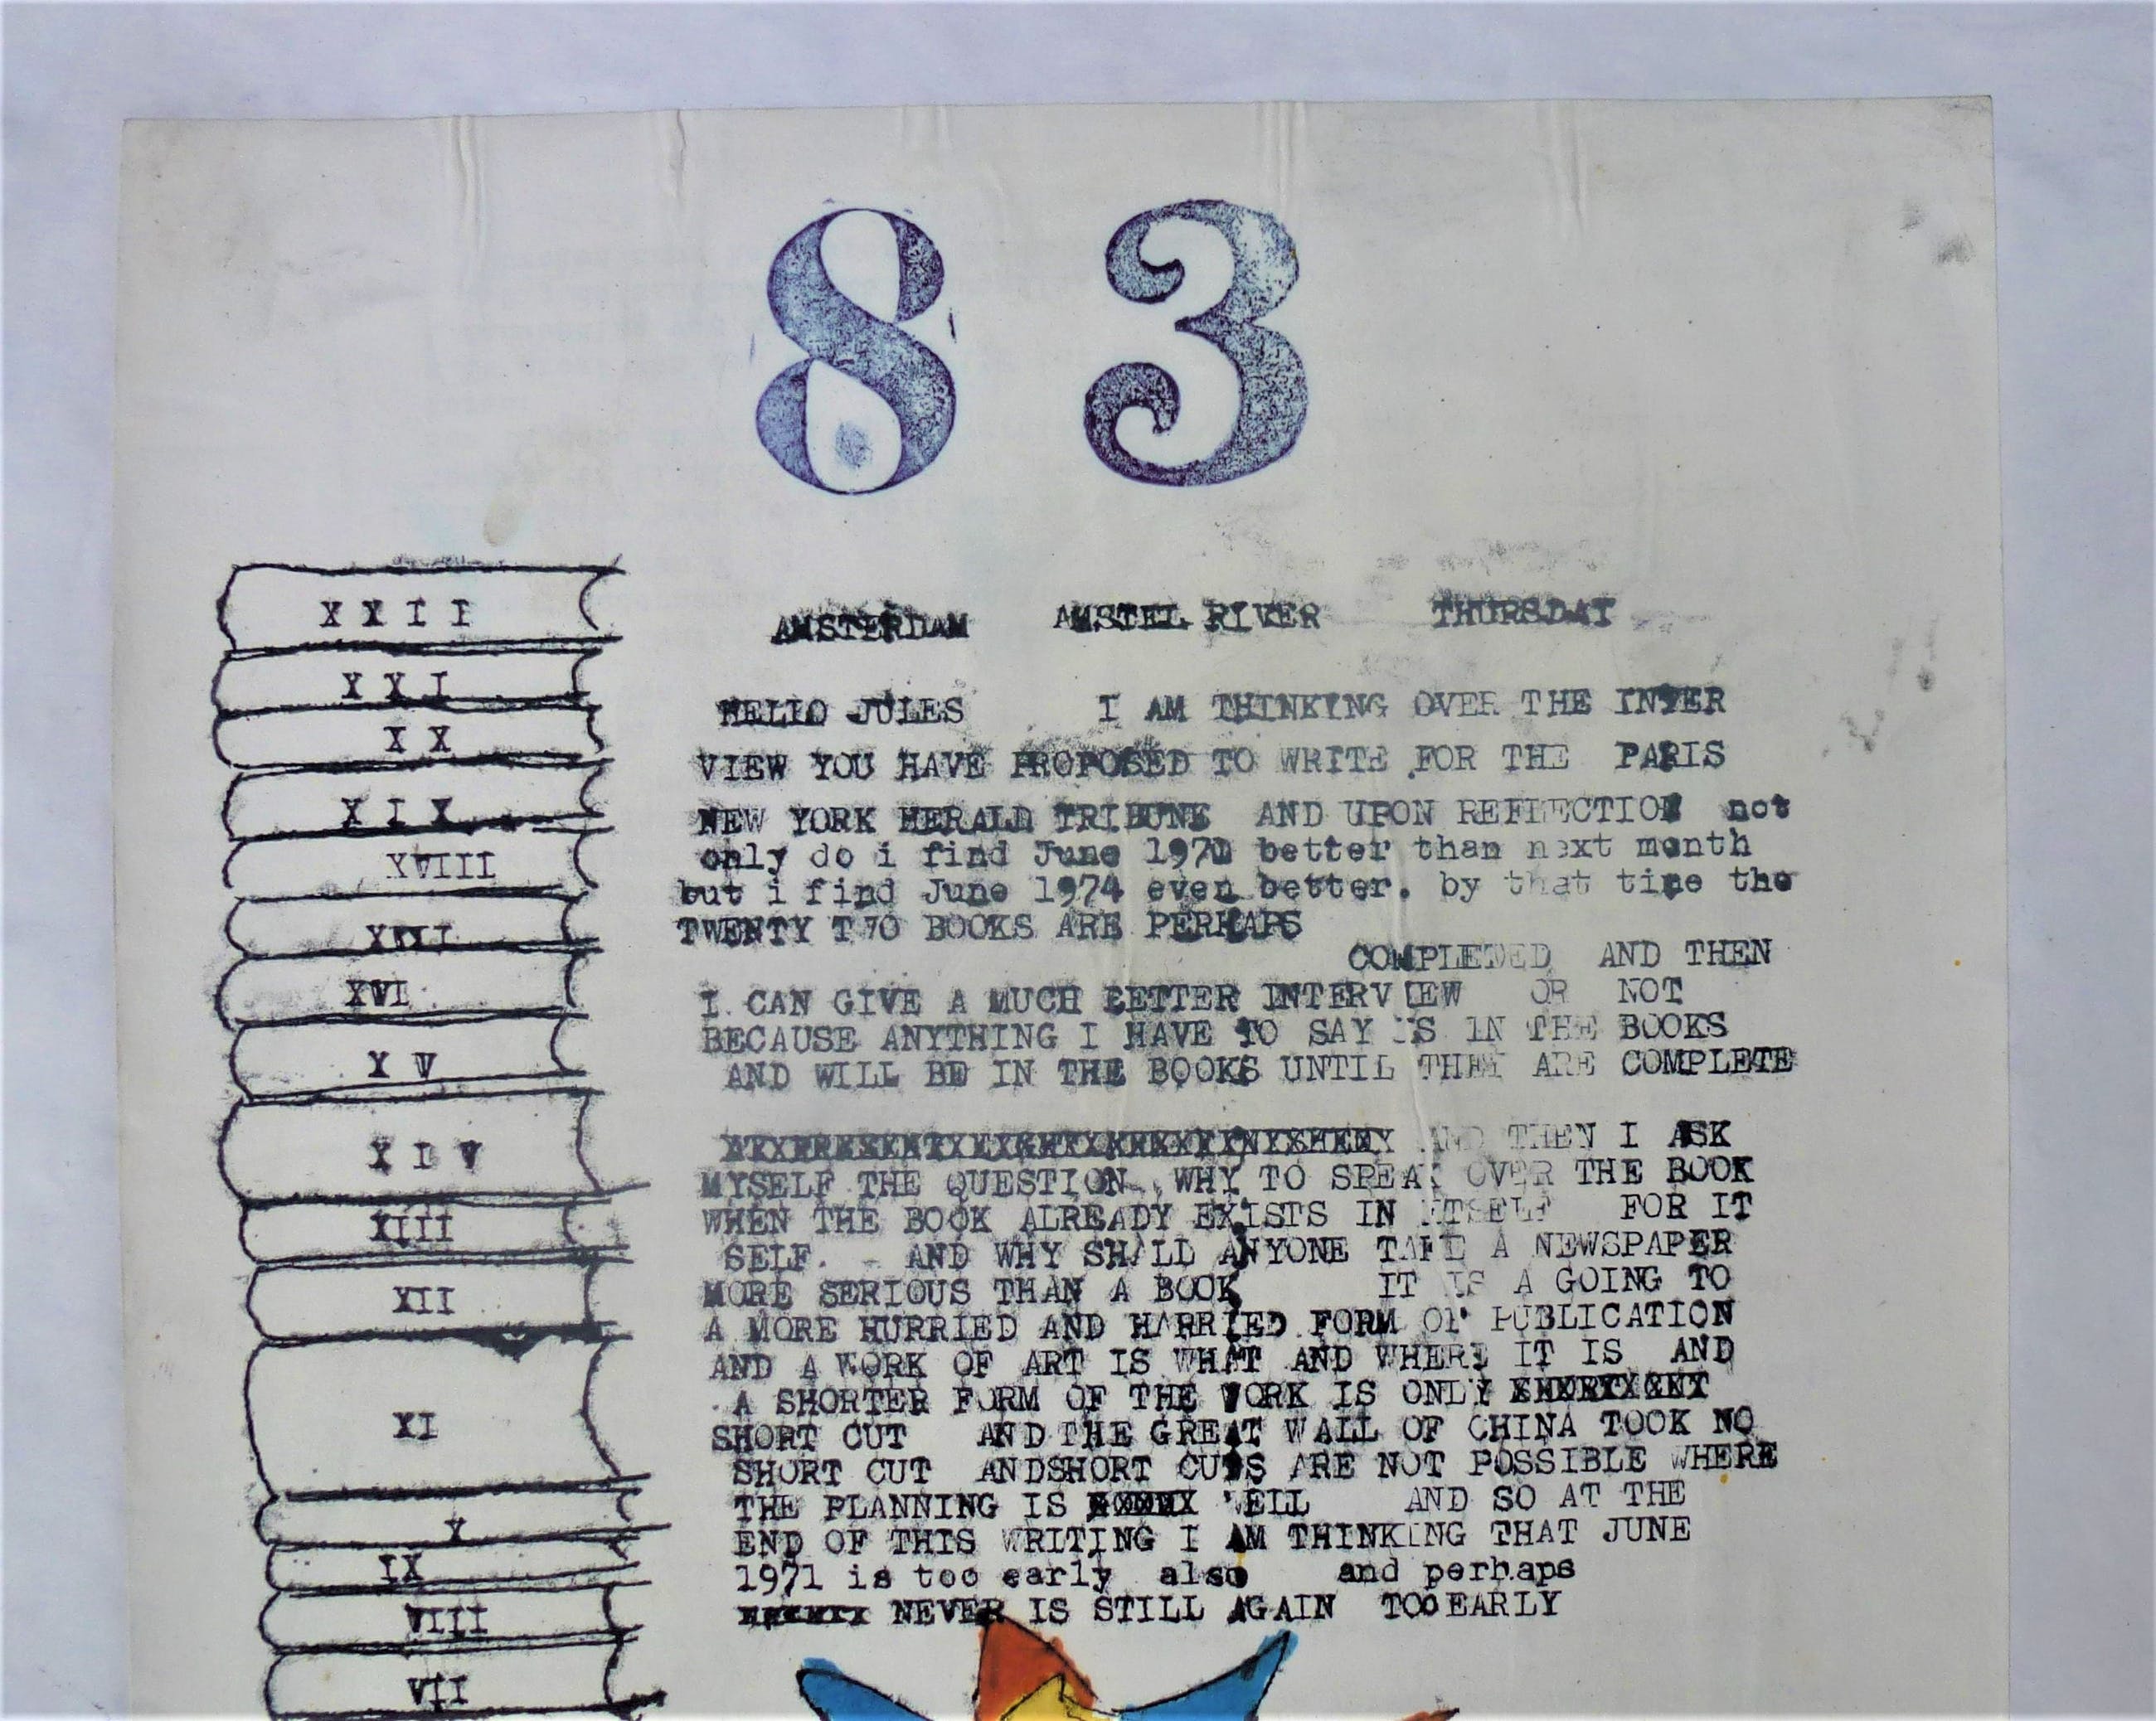 8 3
AMSTERDAM AMSTEL RIVER THURSDAY
HELLO JULES I AM THINKING OVER THE INTER
VIEW YOU HAVE PROPOSED TO WRITE FOR THE PARIS
NEW YORK HERALD TRIBUNE AND UPON REFLECTION not
only do i find June 1971 better than next month
but i find June 1974 even better. by that time the
TWENTY TWO BOOKS ARE PERHAPS
COMPLETED AND THEN
I CAN GIVE A MUCH BETTER INTERVIEW OR NOT
BECAUSE ANYTHING I HAVE TO SAY IS IN THE BOOKS
AND WILL BE IN THE BOOKS UNTIL THEY ARE COMPLETE
AND THEN I ASK
MYSELF THE QUESTION WHY TO SPEAK OVER THE BOOK
WHEN THE BOOK ALREADY EXISTS IN ITSELF FOR IT
SELF. - AND WHY SHALL ANYONE TAKE A NEWSPAPER
MORE SERIOUS THAN A BOOK IT IS A GOING TO
A MORE HURRIED AND HARRIED FORM OF PUBLICATION
AND A WORK OF ART IS WHAT AND WHERE IT IS AND
A SHORTER FORM OF THE WORK IS ONLY
SHORT CUT AND THE GREAT WALL OF CHINA TOOK NO
SHORT CUT ANDSHORT CUTS ARE NOT POSSIBLE WHERE
THE PLANNING IS WELL AND SO AT THE
END OF THIS WRITING I AM THINKING THAT JUNE
1971 is too early also and perhaps
NEVER IS STILL AGAIN TOO EARLY
XXII
XXI
XX
XIX
XVIII
XVII
XVI
XV
XIV
XIII
XII
XI
X
IX
VIII
VII